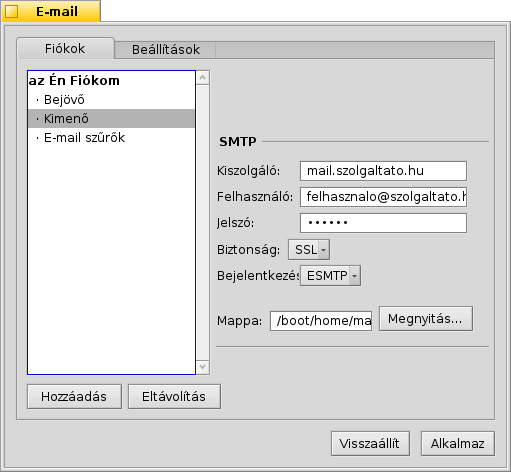 E-mail
Fiókok
Beállítások
az Én Fiókom
· Bejövő
· Kimenő
· E-mail szűrők
SMTP
Kiszolgáló: mail.szolgaltato.hu
Felhasználó: felhasznalo@szolgaltato.h
Jelszó: ••••••
Biztonság: SSL
Bejelentkezés ESMTP
Mappa: /boot/home/ma Megnyitás...
Hozzáadás Eltávolítás
Visszaállít Alkalmaz